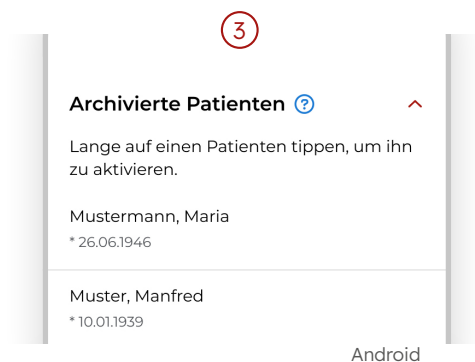 3
Archivierte Patienten ?
Lange auf einen Patienten tippen, um ihn
zu aktivieren.
Mustermann, Maria
* 26.06.1946
Muster, Manfred
* 10.01.1939
Android